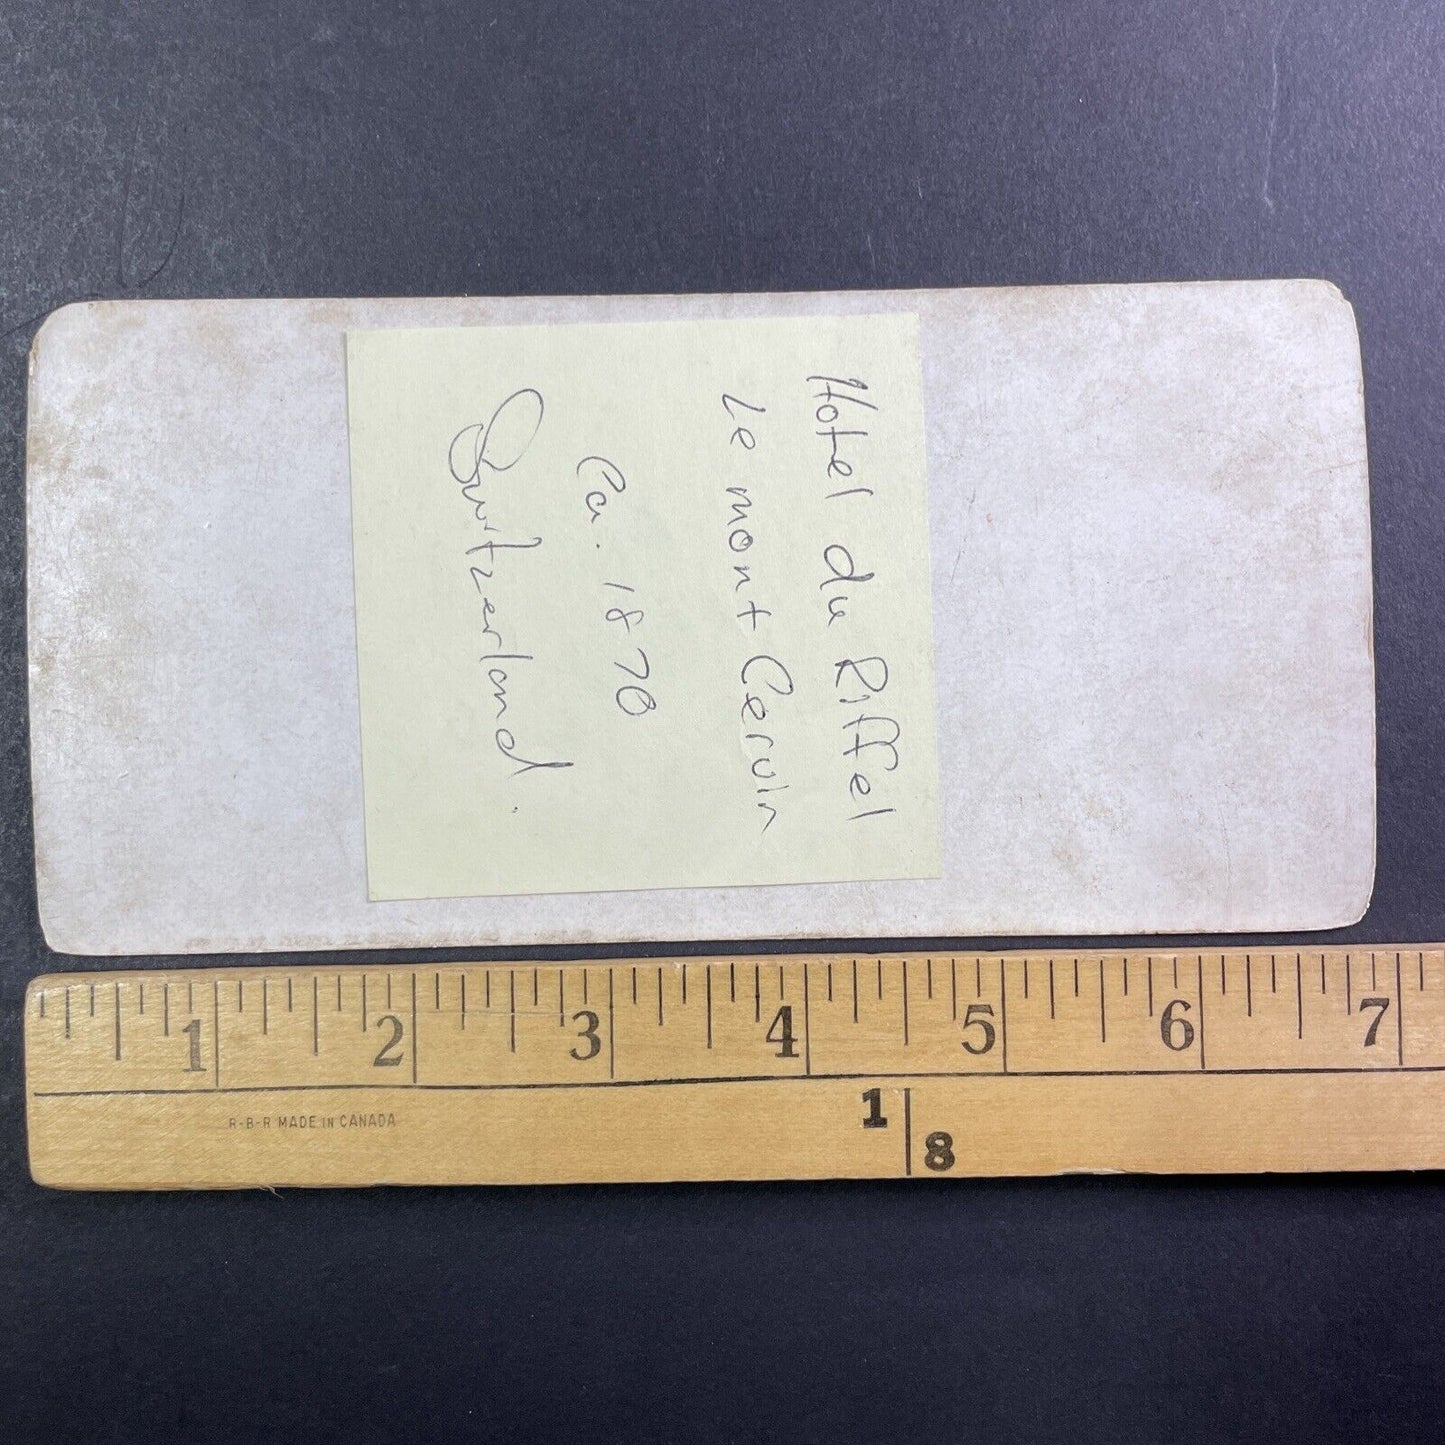 Hotel du Riffel
Le mont Cervin
Ca. 1870
Switzerland.
1 2 3 4 5 6 7
R-B-R MADE IN CANADA
1
8